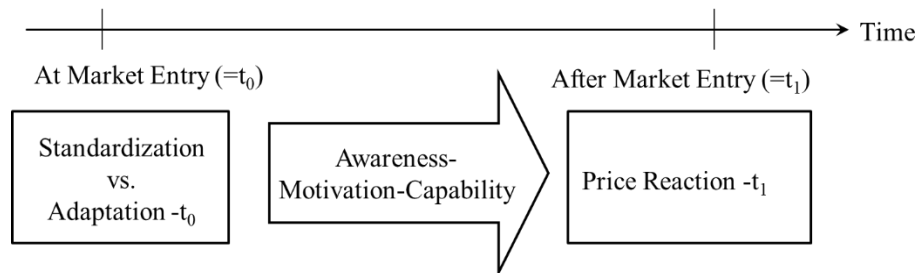 Time
At Market Entry (=t₀)
After Market Entry (=t₁)
Standardization
vs.
Adaptation -t₀
Awareness-
Motivation-Capability
Price Reaction -t₁